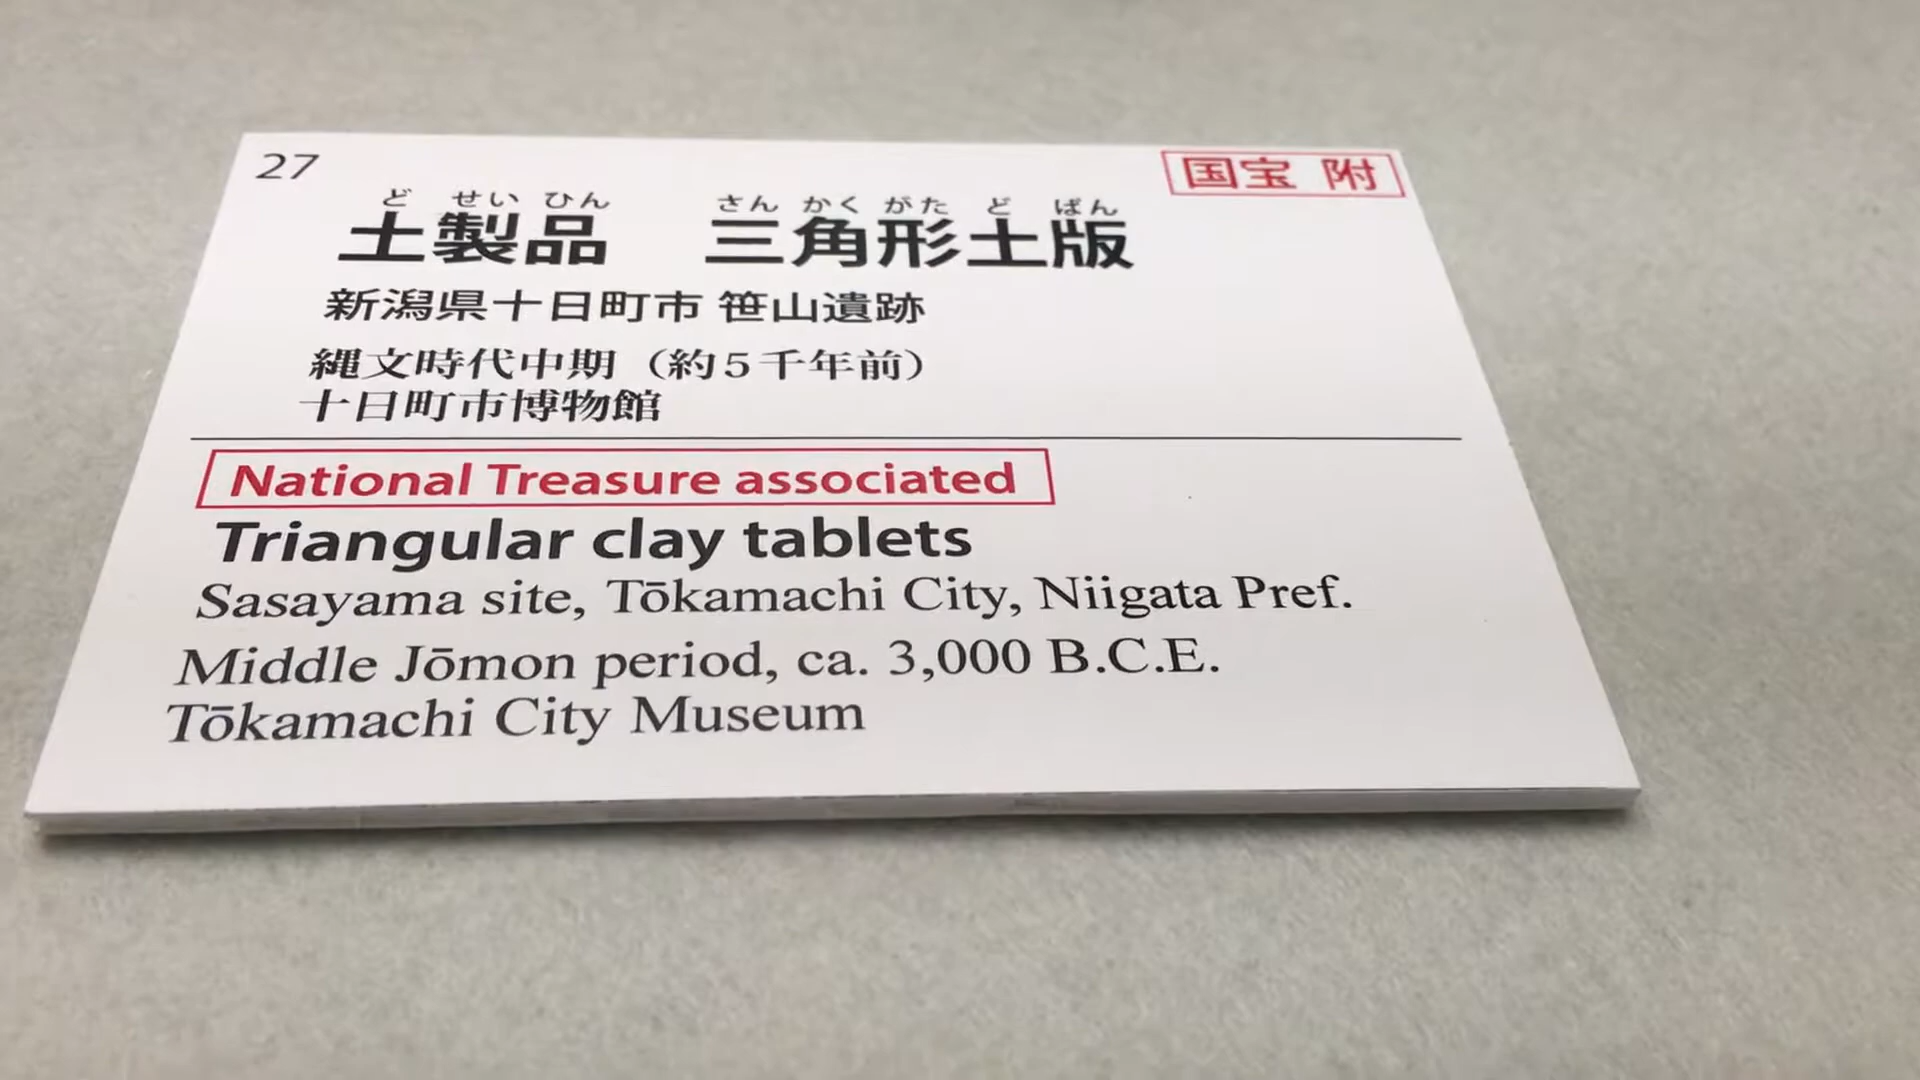 27
国宝 附
ど せい ひん さん かく がた ど ばん
土製品 三角形土版
新潟県十日町市 笹山遺跡
縄文時代中期（約5千年前）
十日町市博物館
National Treasure associated
Triangular clay tablets
Sasayama site, Tōkamachi City, Niigata Pref.
Middle Jōmon period, ca. 3,000 B.C.E.
Tōkamachi City Museum